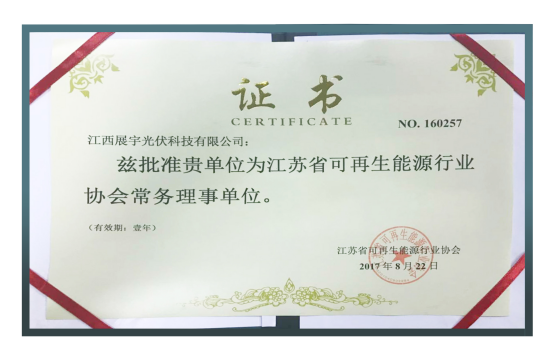 证书
CERTIFICATE
NO. 160257
江西展宇光伏科技有限公司：
兹批准贵单位为江苏省可再生能源行业
协会常务理事单位。
（有效期：壹年）
江苏省可再生能源行业协会
2017年8月22日